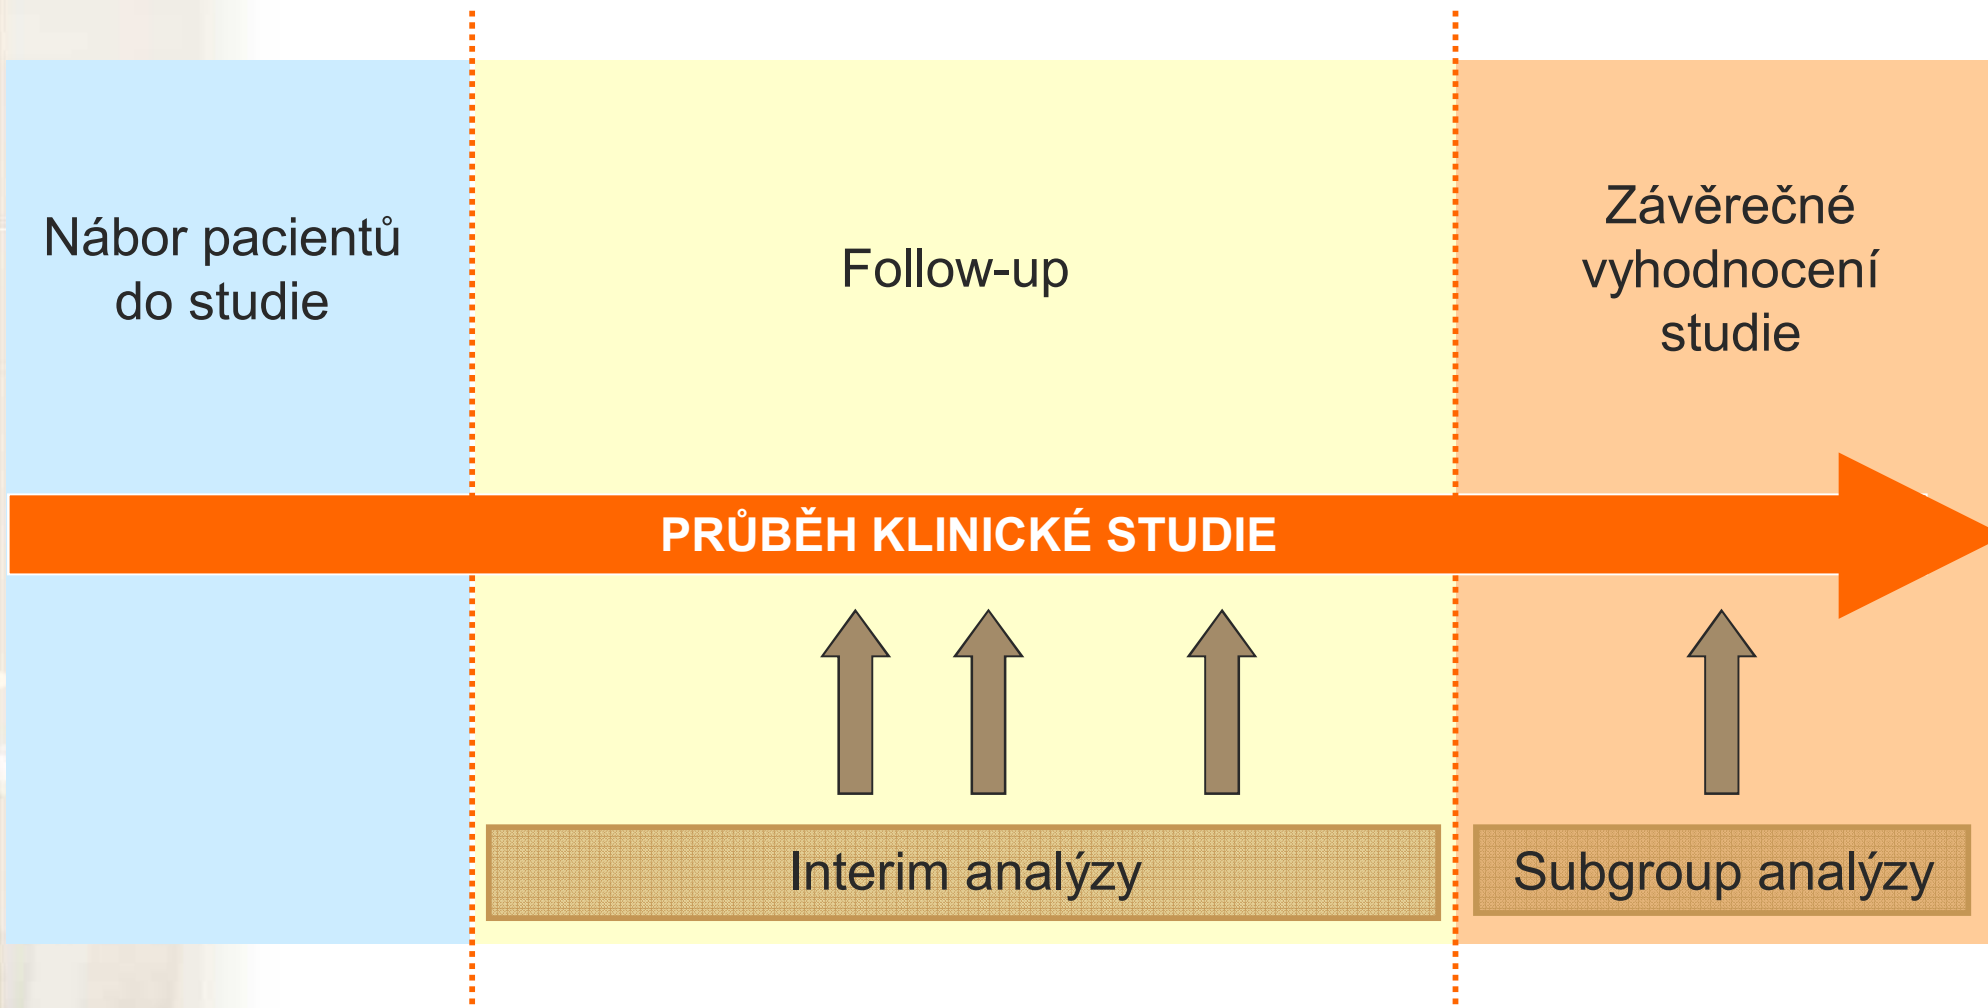 Nábor pacientů
do studie
Follow-up
Závěrečné
vyhodnocení
studie
PRŮBĚH KLINICKÉ STUDIE
Interim analýzy
Subgroup analýzy